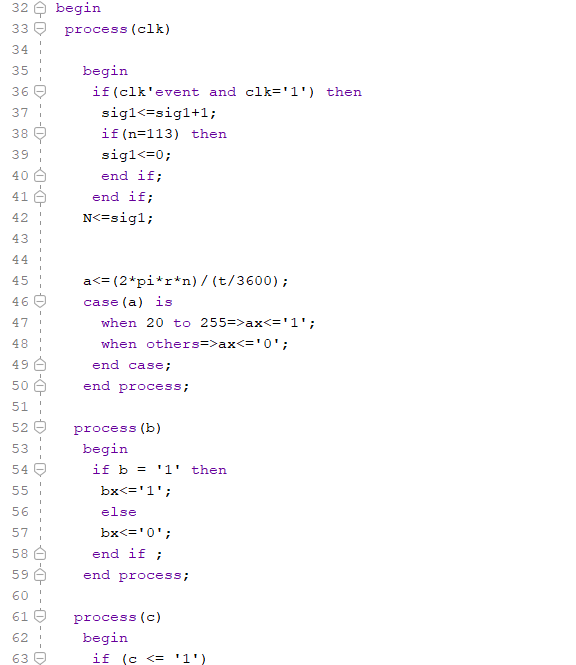 32 begin
33 process(clk)
34
35 begin
36 if(clk'event and clk='1') then
37 sig1<=sig1+1;
38 if(n=113) then
39 sig1<=0;
40 end if;
41 end if;
42 N<=sig1;
43
44
45 a<=(2*pi*r*n)/(t/3600);
46 case(a) is
47 when 20 to 255=>ax<='1';
48 when others=>ax<='0';
49 end case;
50 end process;
51
52 process(b)
53 begin
54 if b = '1' then
55 bx<='1';
56 else
57 bx<='0';
58 end if ;
59 end process;
60
61 process(c)
62 begin
63 if (c <= '1')